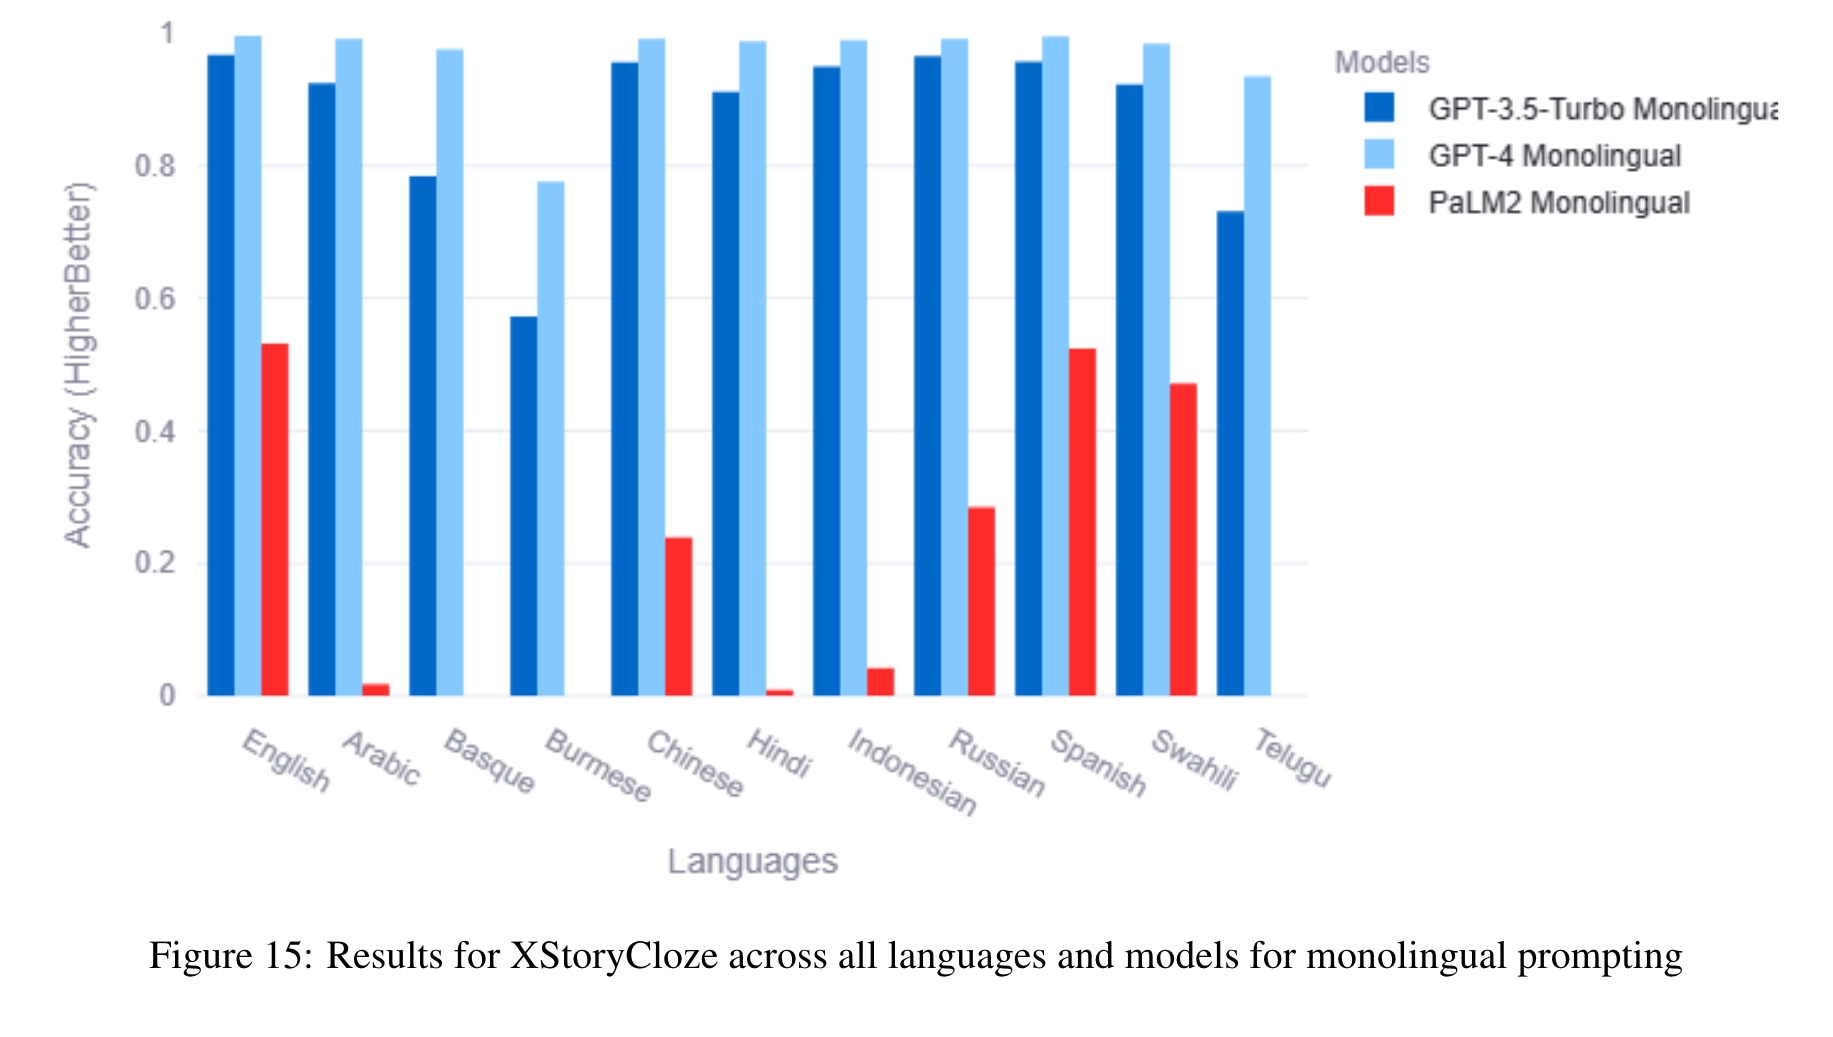 1
0.8
0.6
0.4
0.2
0
Accuracy (HigherBetter)
English
Arabic
Basque
Burmese
Chinese
Hindi
Indonesian
Russian
Spanish
Swahili
Telugu
Languages
Models
GPT-3.5-Turbo Monolingua
GPT-4 Monolingual
PaLM2 Monolingual
Figure 15: Results for XStoryCloze across all languages and models for monolingual prompting